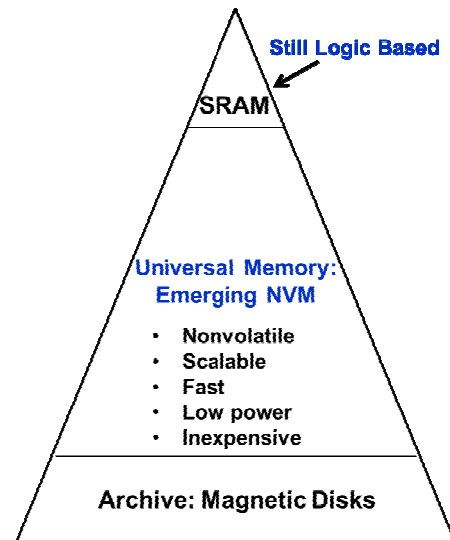 Still Logic Based
SRAM
Universal Memory:
Emerging NVM
• Nonvolatile
• Scalable
• Fast
• Low power
• Inexpensive
Archive: Magnetic Disks